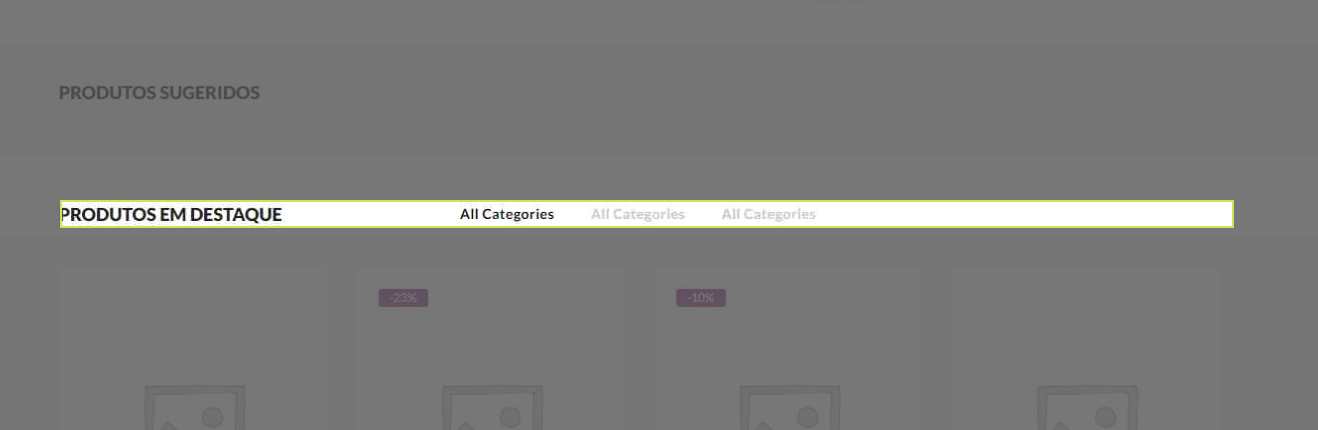 PRODUTOS SUGERIDOS
PRODUTOS EM DESTAQUE All Categories All Categories All Categories
-23% -10%